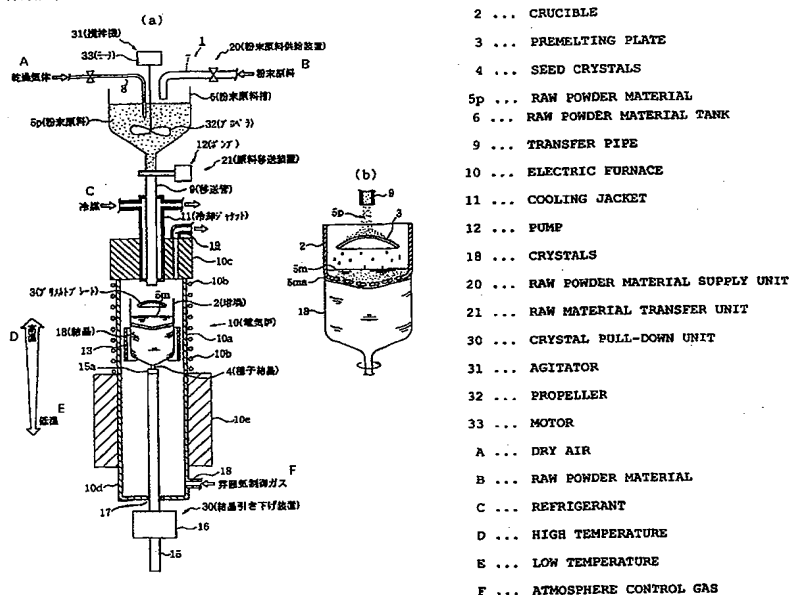 (a)
31(攪拌機)
33(モータ)
1
20(粉末原料供給装置)
A
乾燥気体
7
B
粉末原料
8
6(粉末原料槽)
5p(粉末原料)
32(プロペラ)
12(ポンプ)
21(原料移送装置)
9(移送管)
C
冷媒
11(冷却ジャケット)
19
10c
10b
3(プリメルトプレート)
5m
2(坩堝)
10(電気炉)
18(結晶)
10a
13
10b
15a
4(種子結晶)
D
高温
E
低温
10e
F
18
雰囲気制御ガス
10d
17
30(結晶引き下げ装置)
16
15
(b)
9
5p
3
2
5m
5ma
18
2 ... CRUCIBLE
3 ... PREMELTING PLATE
4 ... SEED CRYSTALS
5p ... RAW POWDER MATERIAL
6 ... RAW POWDER MATERIAL TANK
9 ... TRANSFER PIPE
10 ... ELECTRIC FURNACE
11 ... COOLING JACKET
12 ... PUMP
18 ... CRYSTALS
20 ... RAW POWDER MATERIAL SUPPLY UNIT
21 ... RAW MATERIAL TRANSFER UNIT
30 ... CRYSTAL PULL-DOWN UNIT
31 ... AGITATOR
32 ... PROPELLER
33 ... MOTOR
A ... DRY AIR
B ... RAW POWDER MATERIAL
C ... REFRIGERANT
D ... HIGH TEMPERATURE
E ... LOW TEMPERATURE
F ... ATMOSPHERE CONTROL GAS